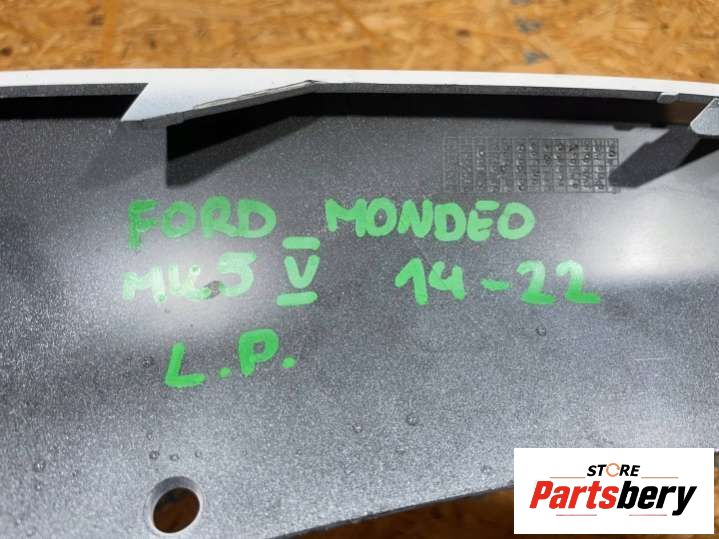 FORD MONDEO
MK5 V 14-22
L.P.
STORE
Partsbery